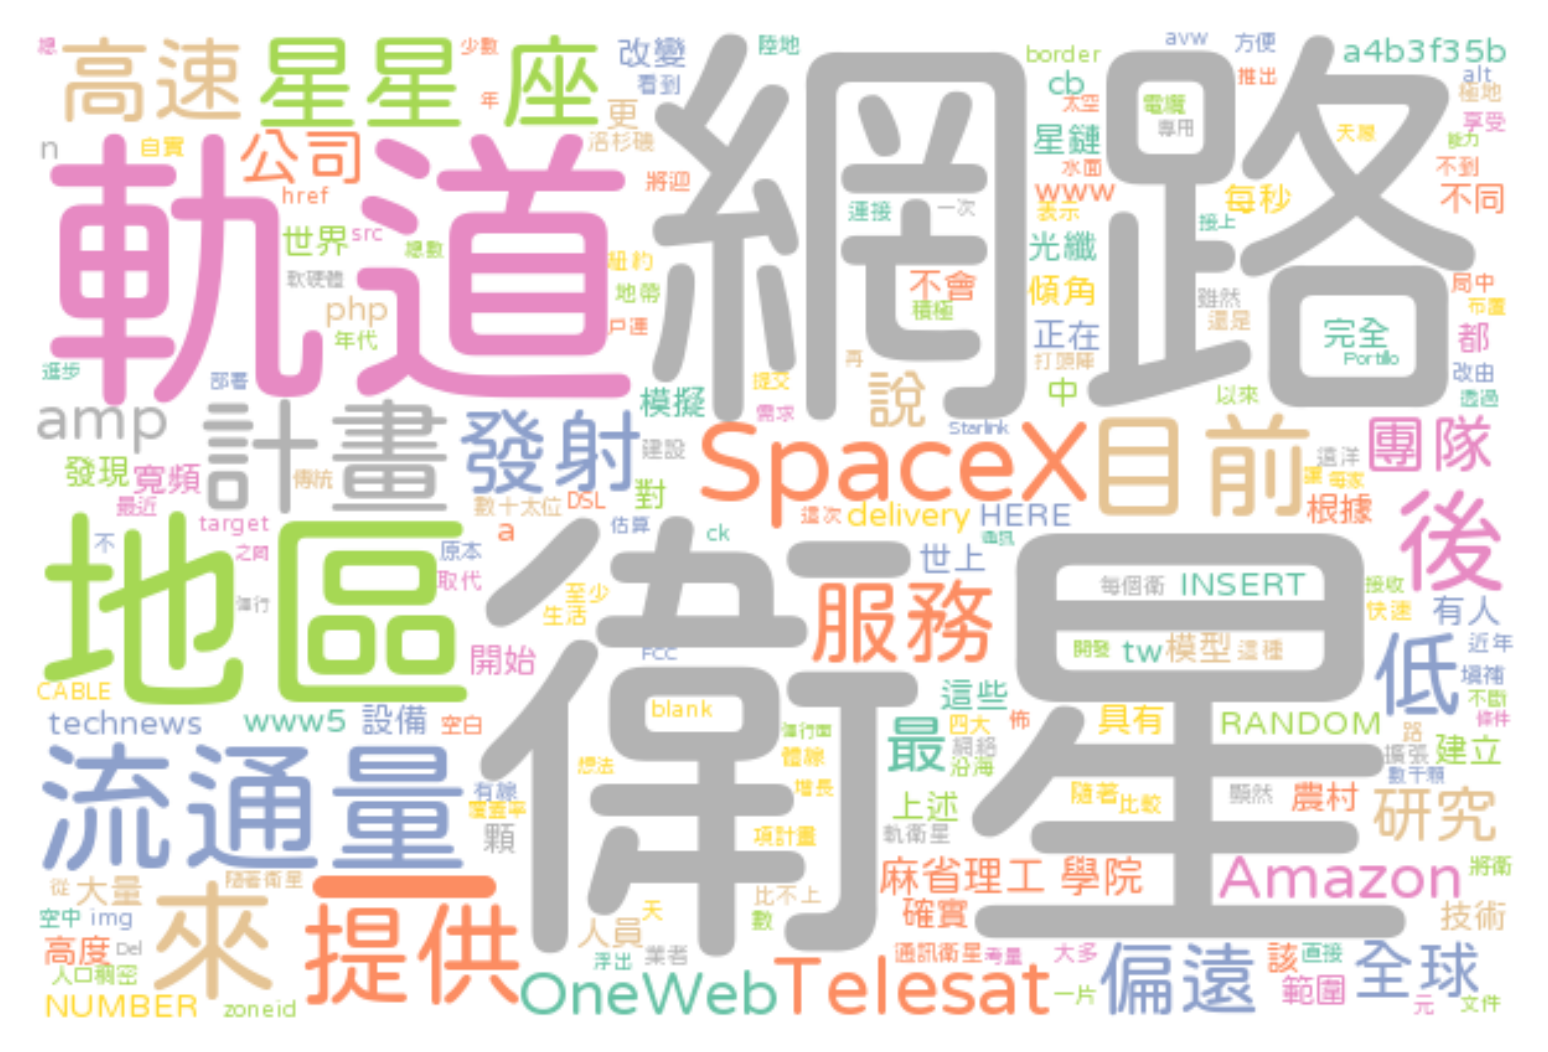 總
高速
星星
座
少數
年
改變
看到
更
洛杉磯
陸地
網路
border
cb
太空
avw
方便
推出
電纜
專用
a4b3f35b
alt
極地
享受
能力
天線
不到
不同
n
自實
公司
href
軌道
將迎
星鏈
水面
www
表示
每秒
連接
一次
接上
世界
src
總數
軟硬體
紐約
地帶
光纖
不會
積極
傾角
雖然
還是
局中
布置
php
年代
戶運
正在
打頭陣
完全
Portillo
都
改由
透過
進步
部署
再
提交
需求
說
中
以來
模擬
amp
計畫
發射
建設
Starlink
SpaceX
目前
遠洋
團隊
每家
發現
寬頻
最近
傳統
數十太位
DSL
對
這次
delivery
HERE
根據
後
target
之間
不
原本
取代
a
估算
ck
通訊
世上
地區
運行
至少
生活
衛星
服務
每個衛
INSERT
接收
快速
有人
開始
FCC
開發
tw
模型
這種
低
近年
填補
不斷
條件
CABLE
technews
www5
設備
空白
blank
運行面
體線
這些
四大
佈
網絡
沿海
最
具有
RANDOM
路
擴張
建立
數千顆
流通量
有線
覆蓋率
顆
想法
增長
項計畫
上述
軌衛星
隨著
比較
顯然
農村
研究
從
大量
隨著衛星
麻省理工
學院
Amazon
將衛
空中
img
來
提供
比不上
數
天
人員
確實
技術
高度
Del
人口稠密
浮出
業者
通訊衛星
考量
大多
偏遠
該
直接
全球
NUMBER
zoneid
OneWeb
Telesat
一片
範圍
元
文件